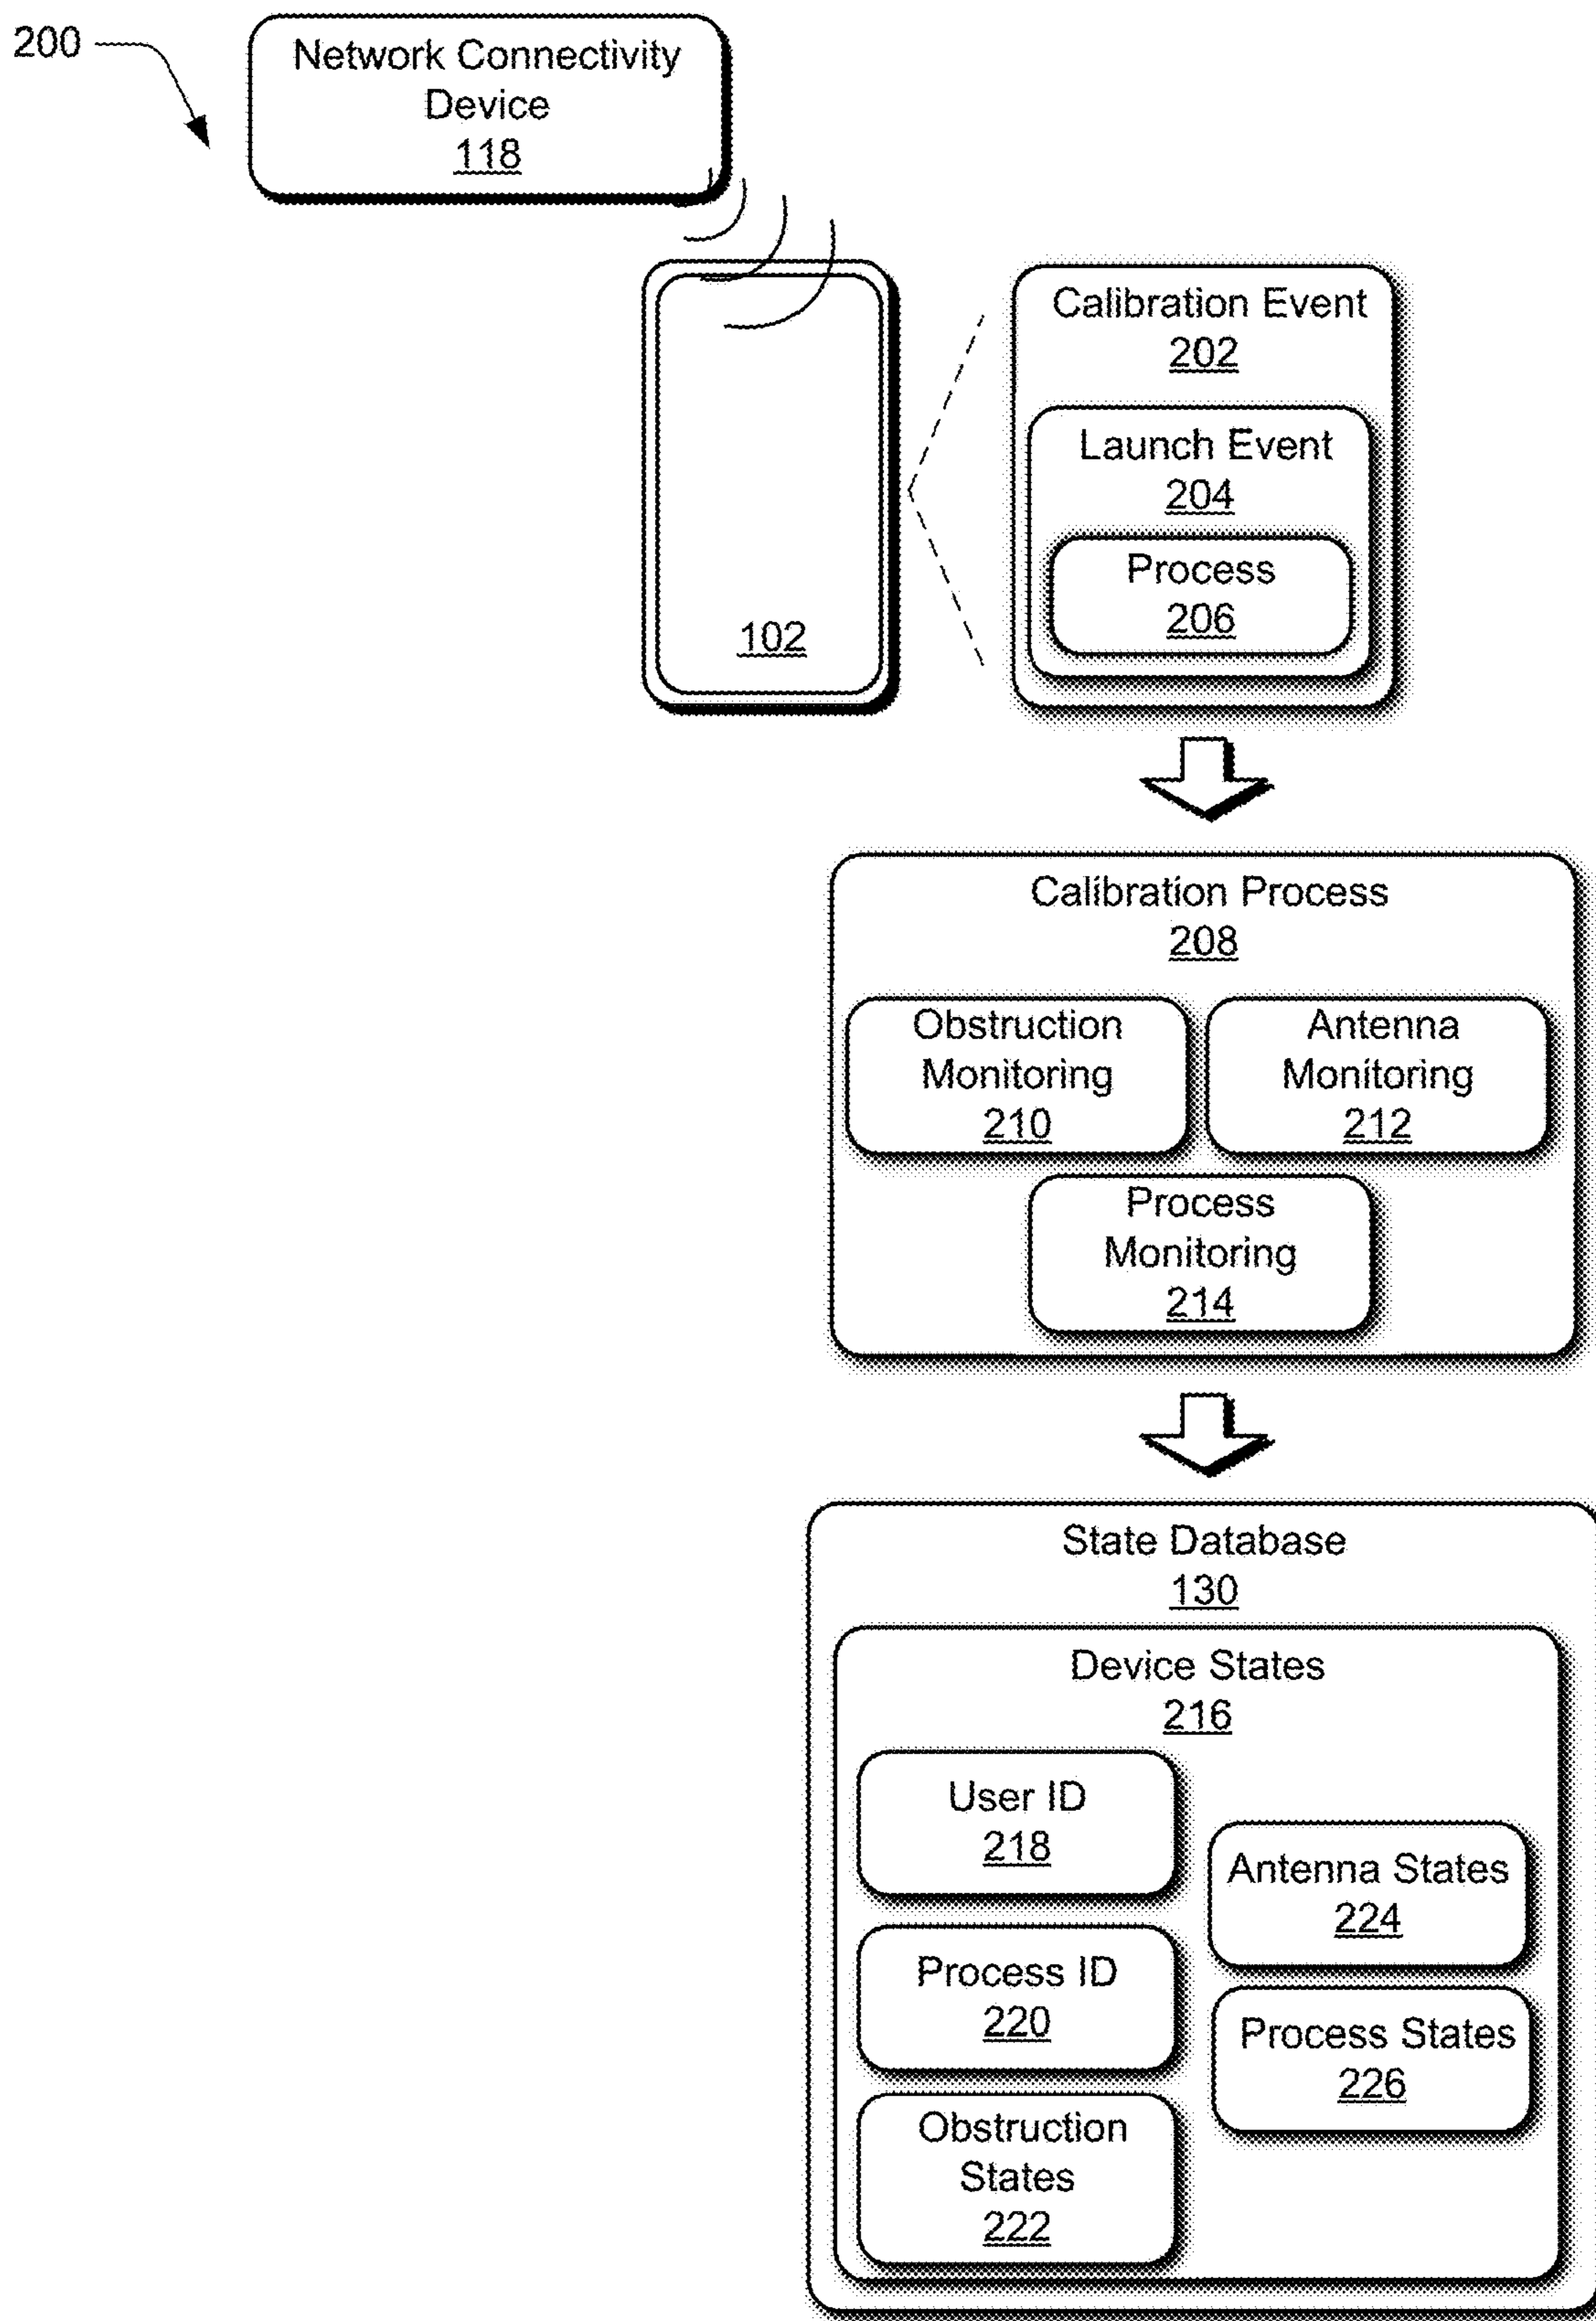 200
Network Connectivity
Device
118
102
Calibration Event
202
Launch Event
204
Process
206
Calibration Process
208
Obstruction
Monitoring
210
Antenna
Monitoring
212
Process
Monitoring
214
State Database
130
Device States
216
User ID
218
Process ID
220
Obstruction
States
222
Antenna States
224
Process States
226